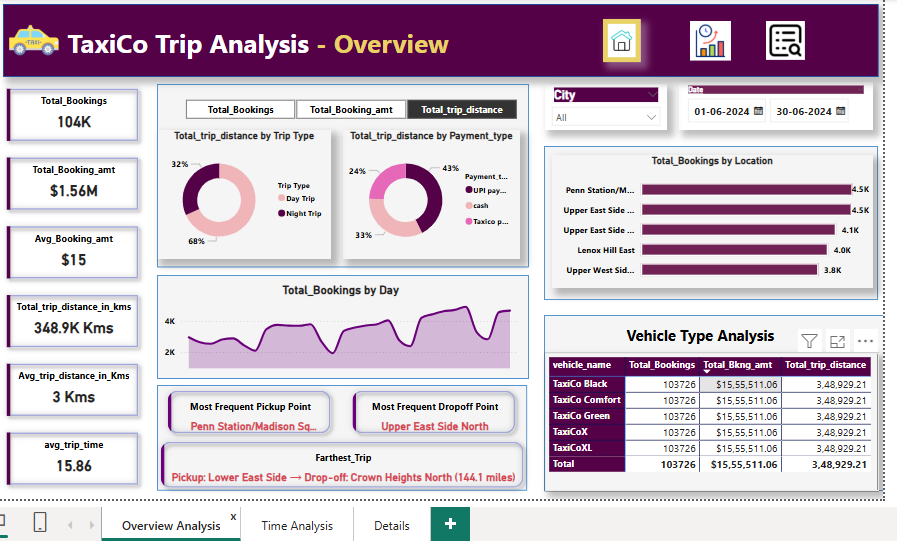 TAXI
TaxiCo Trip Analysis - Overview
Total_Bookings
104K
Total_Booking_amt
$1.56M
Avg_Booking_amt
$15
Total_trip_distance_in_kms
348.9K Kms
Avg_trip_distance_in_Kms
3 Kms
avg_trip_time
15.86
Total_Bookings Total_Booking_amt Total_trip_distance
Total_trip_distance by Trip Type
32%
68%
Trip Type
Day Trip
Night Trip
Total_trip_distance by Payment_type
24%
43%
33%
Payment_t...
UPI pay...
cash
Taxico p...
Total_Bookings by Day
4K
2K
Most Frequent Pickup Point
Penn Station/Madison Sq...
Most Frequent Dropoff Point
Upper East Side North
Farthest_Trip
Pickup: Lower East Side → Drop-off: Crown Heights North (144.1 miles)
City
All
Date
01-06-2024 30-06-2024
Total_Bookings by Location
Penn Station/M... 4.5K
Upper East Side ... 4.5K
Upper East Side ... 4.1K
Lenox Hill East 4.0K
Upper West Sid... 3.8K
Vehicle Type Analysis
vehicle_name Total_Bookings Total_Bkng_amt Total_trip_distance
TaxiCo Black 103726 $15,55,511.06 3,48,929.21
TaxiCo Comfort 103726 $15,55,511.06 3,48,929.21
TaxiCo Green 103726 $15,55,511.06 3,48,929.21
TaxiCoX 103726 $15,55,511.06 3,48,929.21
TaxiCoXL 103726 $15,55,511.06 3,48,929.21
Total 103726 $15,55,511.06 3,48,929.21
Overview Analysis x Time Analysis Details +